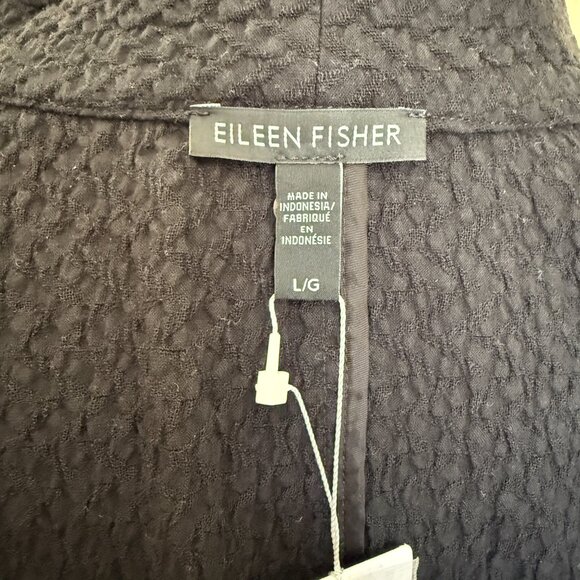 EILEEN FISHER
MADE IN
INDONESIA/
FABRIQUÉ
EN
INDONÉSIE
L/G